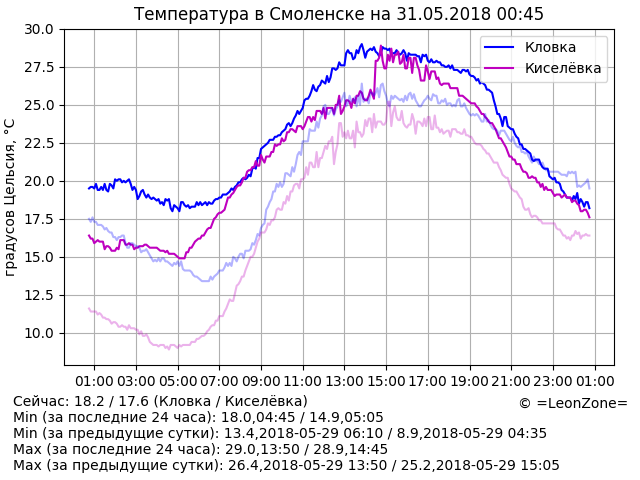 Температура в Смоленске на 31.05.2018 00:45
градусов Цельсия, °C
30.0
27.5
25.0
22.5
20.0
17.5
15.0
12.5
10.0
Кловка
Киселёвка
01:00 03:00 05:00 07:00 09:00 11:00 13:00 15:00 17:00 19:00 21:00 23:00 01:00
Сейчас: 18.2 / 17.6 (Кловка / Киселёвка)
© =LeonZone=
Min (за последние 24 часа): 18.0,04:45 / 14.9,05:05
Min (за предыдущие сутки): 13.4,2018-05-29 06:10 / 8.9,2018-05-29 04:35
Max (за последние 24 часа): 29.0,13:50 / 28.9,14:45
Max (за предыдущие сутки): 26.4,2018-05-29 13:50 / 25.2,2018-05-29 15:05